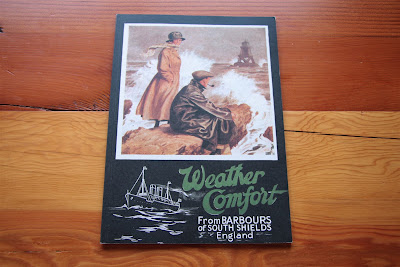 Weather
Comfort
From BARBOURS
of SOUTH SHIELDS
England